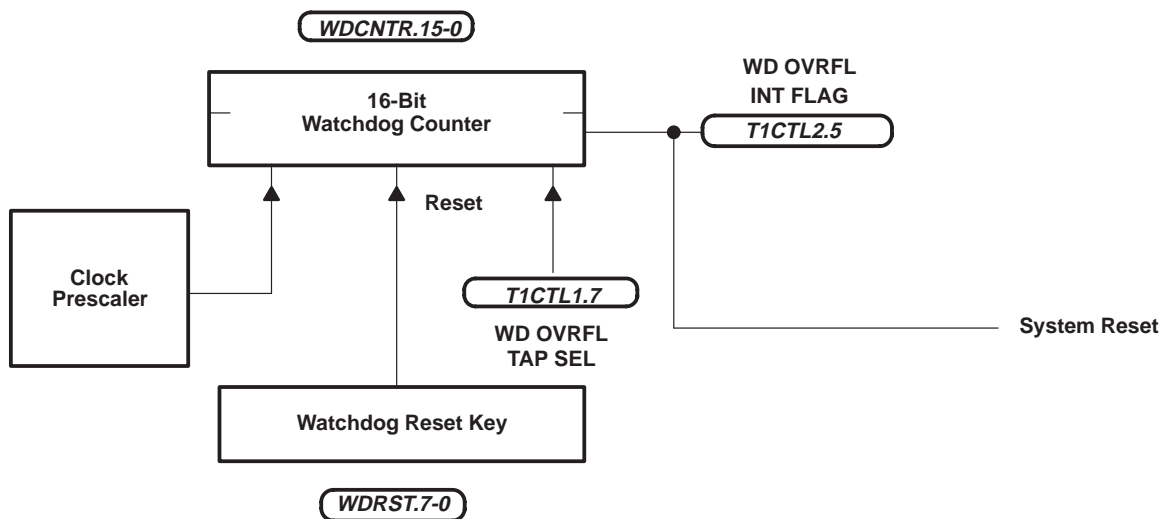 WDCNTR.15-0
16-Bit
Watchdog Counter
WD OVRFL
INT FLAG
T1CTL2.5
Reset
Clock
Prescaler
T1CTL1.7
WD OVRFL
TAP SEL
System Reset
Watchdog Reset Key
WDRST.7-0